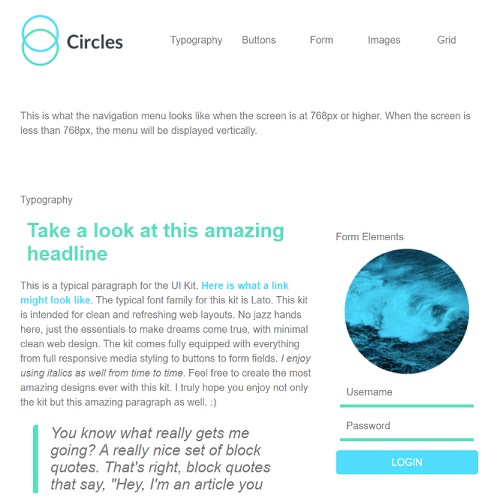 Circles
Typography Buttons Form Images Grid
This is what the navigation menu looks like when the screen is at 768px or higher. When the screen is
less than 768px, the menu will be displayed vertically.
Typography
Take a look at this amazing
headline
This is a typical paragraph for the UI Kit. Here is what a link
might look like. The typical font family for this kit is Lato. This kit
is intended for clean and refreshing web layouts. No jazz hands
here, just the essentials to make dreams come true, with minimal
clean web design. The kit comes fully equipped with everything
from full responsive media styling to buttons to form fields. I enjoy
using italics as well from time to time. Feel free to create the most
amazing designs ever with this kit. I truly hope you enjoy not only
the kit but this amazing paragraph as well. :)
You know what really gets me
going? A really nice set of block
quotes. That's right, block quotes
that say, "Hey, I'm an article you
Form Elements
Username
Password
LOGIN